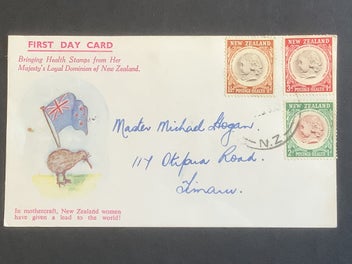 FIRST DAY CARD
Bringing Health Stamps from Her
Majesty's Loyal Dominion of New Zealand.
NEW ZEALAND
POSTAGE-HEALTH
NEW ZEALAND
POSTAGE-HEALTH
NEW ZEALAND
POSTAGE-HEALTH
N.Z.
Master Michael Hogan.
117 Otipua Road.
Timaru.
In mothercraft, New Zealand women
have given a lead to the world!